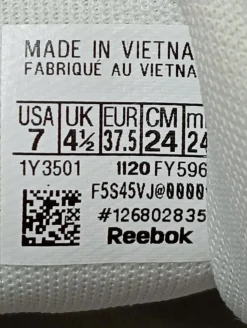 MADE IN VIETNA
FABRIQUÉ AU VIETNA
USA UK EUR CM m
7 4½ 37.5 24 24
1Y3501 1120 FY596
F5S45VJ@0000
#126802835
Reebok